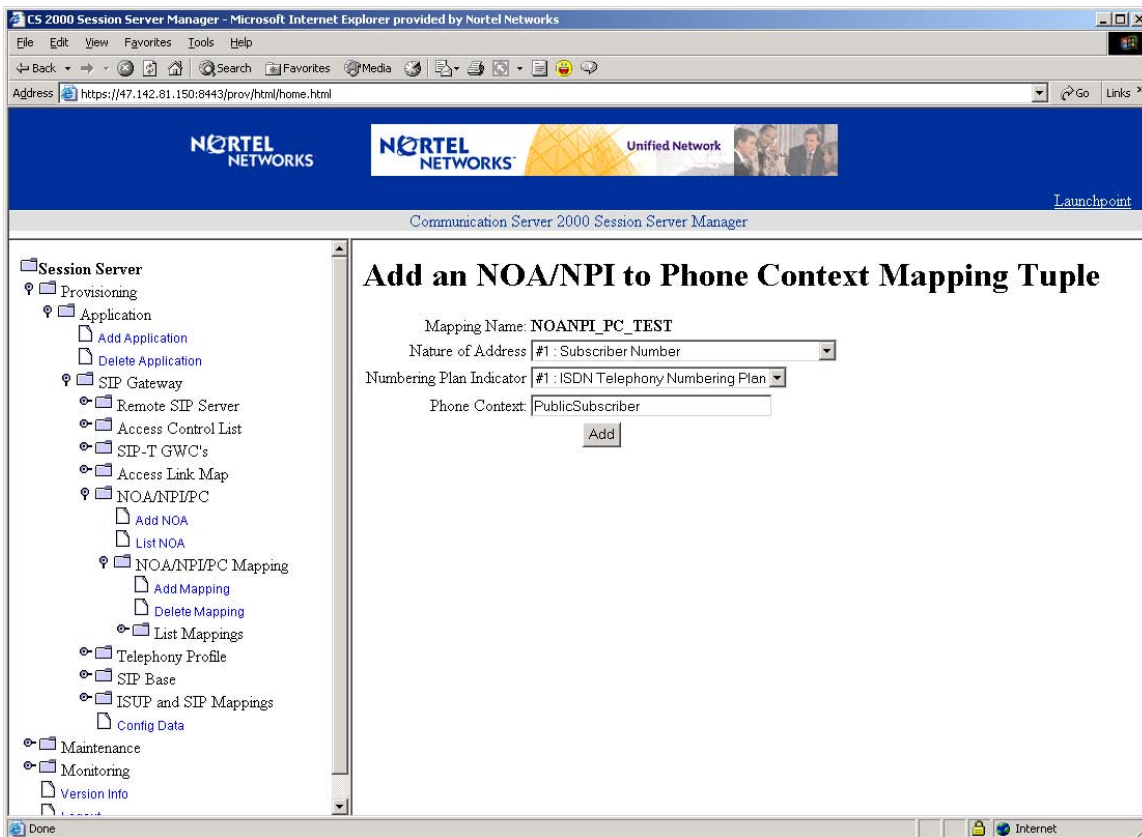 CS 2000 Session Server Manager - Microsoft Internet Explorer provided by Nortel Networks
File Edit View Favorites Tools Help
Back Search Favorites Media
Address https://47.142.81.150:8443/prov/html/home.html Go Links »
NORTEL
NETWORKS
NORTEL
NETWORKS™
Unified Network
Launchpoint
Communication Server 2000 Session Server Manager
Session Server
Provisioning
Application
Add Application
Delete Application
SIP Gateway
Remote SIP Server
Access Control List
SIP-T GWC's
Access Link Map
NOA/NPI/PC
Add NOA
List NOA
NOA/NPI/PC Mapping
Add Mapping
Delete Mapping
List Mappings
Telephony Profile
SIP Base
ISUP and SIP Mappings
Config Data
Maintenance
Monitoring
Version Info
Add an NOA/NPI to Phone Context Mapping Tuple
Mapping Name: NOANPI_PC_TEST
Nature of Address #1 : Subscriber Number
Numbering Plan Indicator #1 : ISDN Telephony Numbering Plan
Phone Context: PublicSubscriber
Add
Done Internet